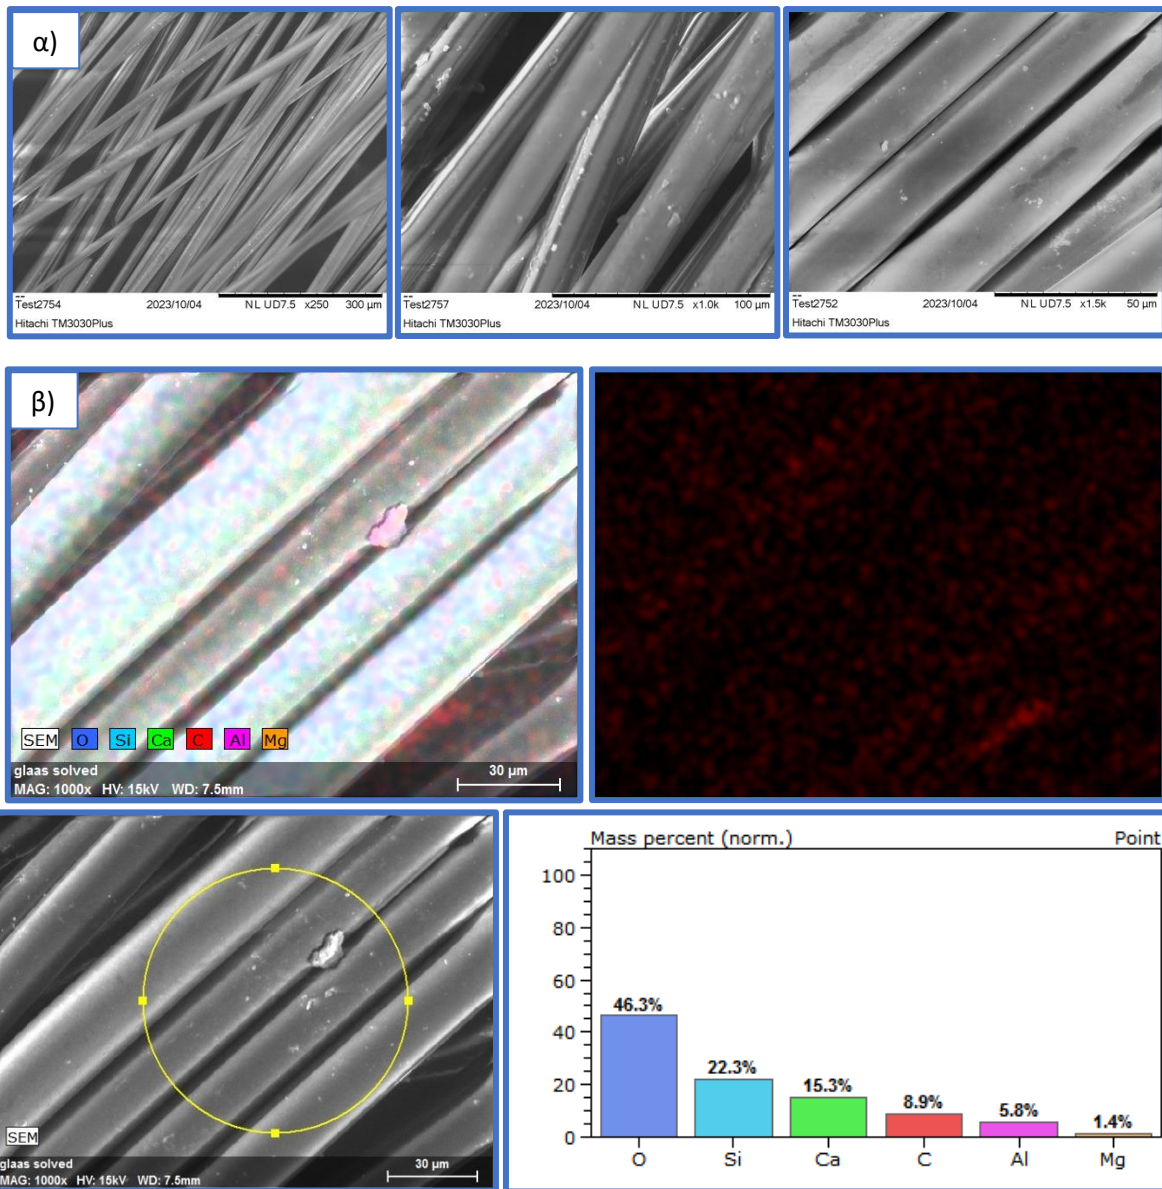 α)
Test2754 2023/10/04 NL UD7.5 x250 300 µm
Hitachi TM3030Plus
Test2757 2023/10/04 NL UD7.5 x1.0k 100 µm
Hitachi TM3030Plus
Test2752 2023/10/04 NL UD7.5 x1.5k 50 µm
Hitachi TM3030Plus
β)
SEM O Si Ca C Al Mg
glaas solved
MAG: 1000x HV: 15kV WD: 7.5mm 30 µm
SEM
glaas solved
MAG: 1000x HV: 15kV WD: 7.5mm 30 µm
Mass percent (norm.) Point
100
80
60
40
20
0
46.3%
22.3%
15.3%
8.9%
5.8%
1.4%
O Si Ca C Al Mg